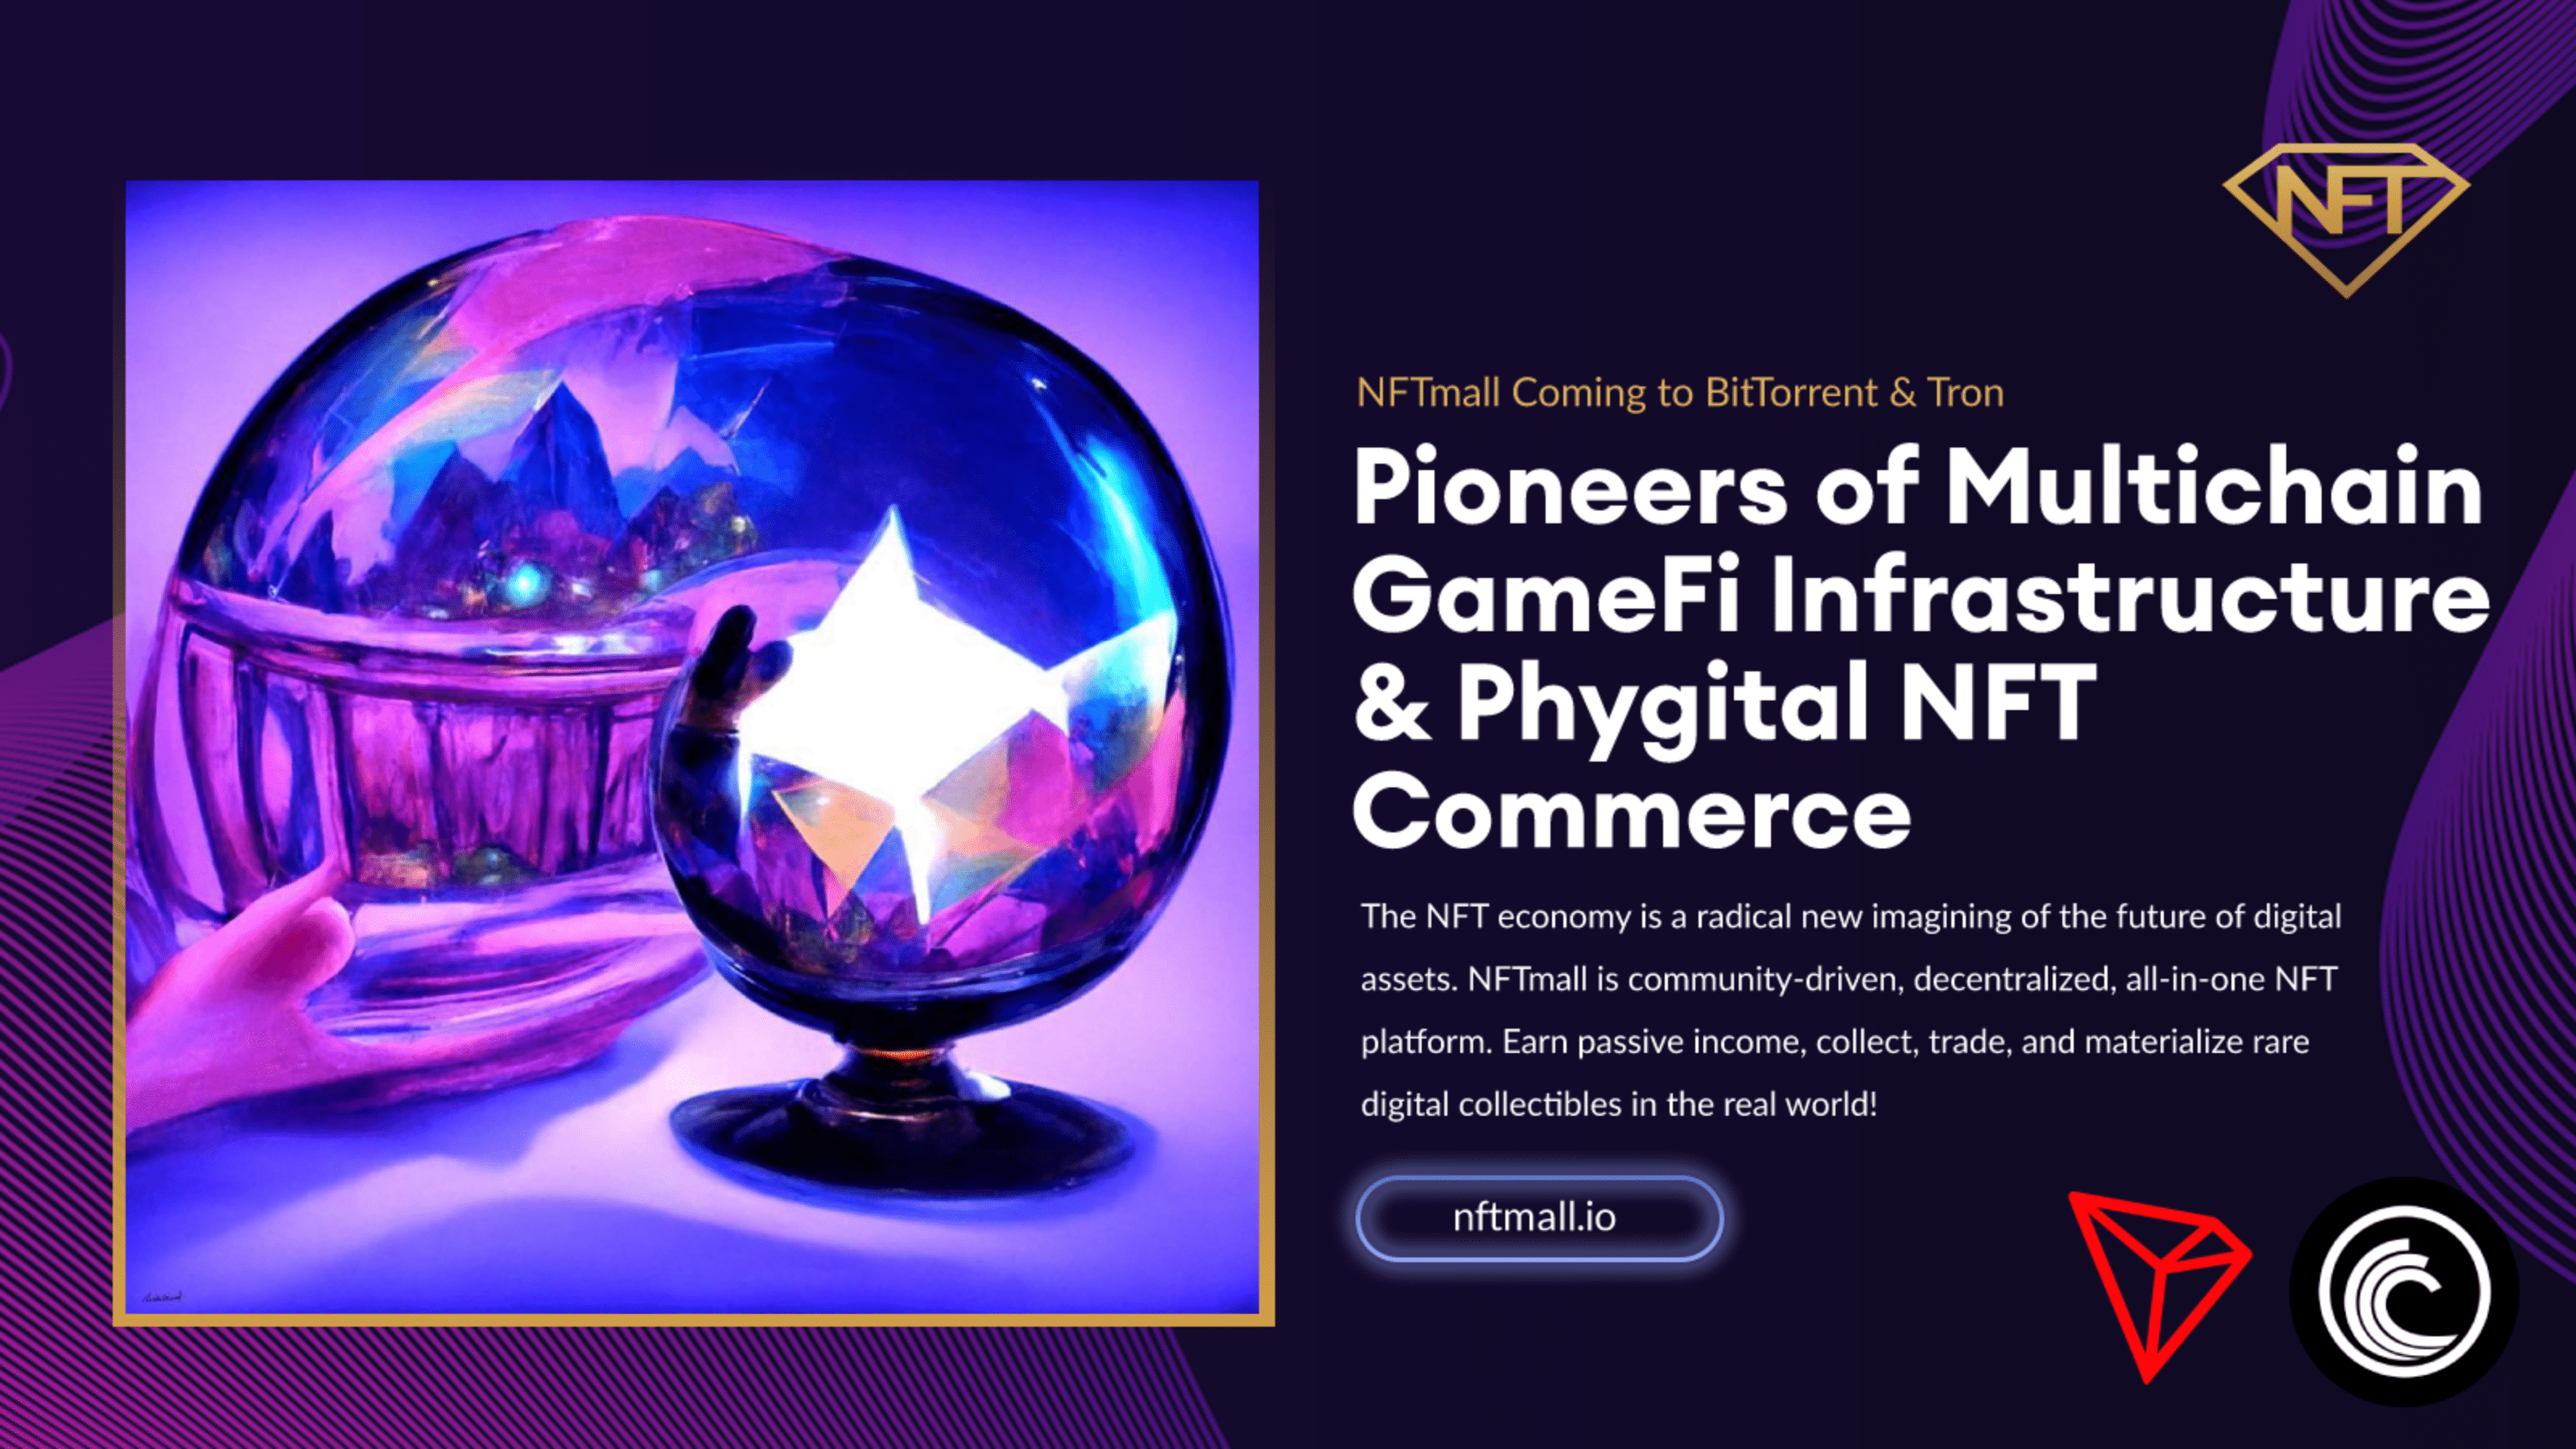 NFT
NFTmall Coming to BitTorrent & Tron
Pioneers of Multichain
GameFi Infrastructure
& Phygital NFT
Commerce
The NFT economy is a radical new imagining of the future of digital
assets. NFTmall is community-driven, decentralized, all-in-one NFT
platform. Earn passive income, collect, trade, and materialize rare
digital collectibles in the real world!
nftmall.io